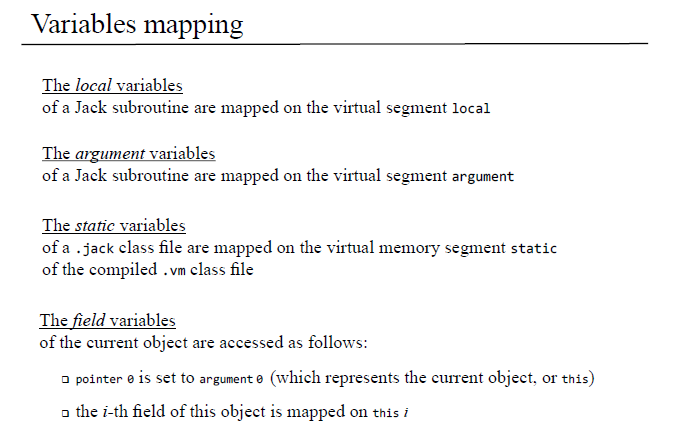 Variables mapping
The local variables
of a Jack subroutine are mapped on the virtual segment local
The argument variables
of a Jack subroutine are mapped on the virtual segment argument
The static variables
of a .jack class file are mapped on the virtual memory segment static
of the compiled .vm class file
The field variables
of the current object are accessed as follows:
□ pointer 0 is set to argument 0 (which represents the current object, or this)
□ the i-th field of this object is mapped on this i